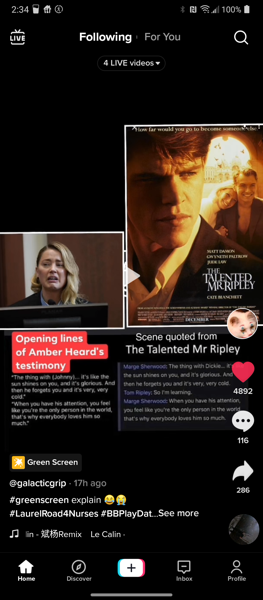 2:34
100%
LIVE
Following
For You
4 LIVE videos
How far would you go to become someone else
MATT DAMON
GWYNETH PALTROW
JUDE LAW
THE TALENTED
MR RIPLEY
CATE BLANCHETT
DECEMBER
Opening lines
of Amber Heard's
testimony
"The thing with (Johnny)... it's like the
sun shines on you, and it's glorious. And
then he forgets you and it's very, very
cold."
"When you have his attention, you
feel like you're the only person in the
world, that's why everybody loves him so
much."
Scene quoted from
The Talented Mr Ripley
Marge Sherwood: The thing with Dickie... it's like
the sun shines on you, and it's glorious. And
then he forgets you and it's very, very cold.
Tom Ripley: So I'm learning.
Marge Sherwood: When you have his attention,
you feel like you're the only person in the world,
that's why everybody loves him so much.
4892
116
286
Green Screen
@galacticgrip · 17h ago
#greenscreen explain 😀😭
#LaurelRoad4Nurses #BBPlayDat...See more
lin - 斌杨Remix Le Calin ·
Home
Discover
Inbox
Profile